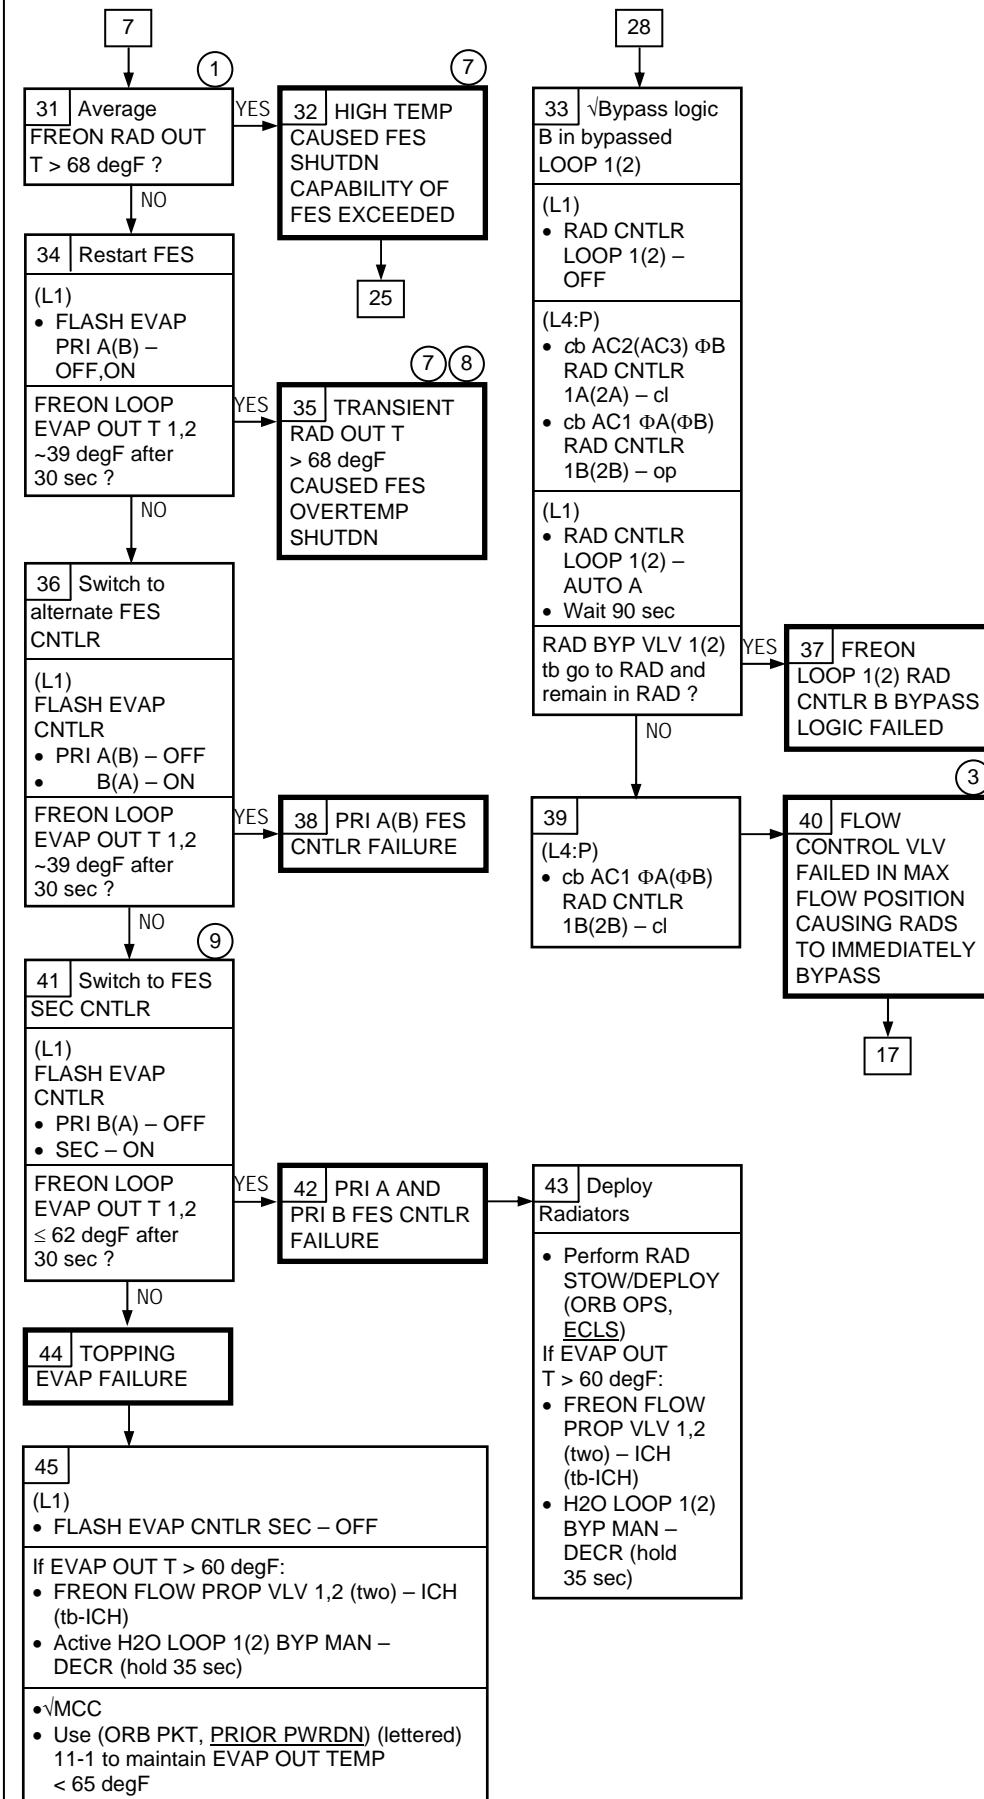 7
1
31 Average
FREON RAD OUT
T > 68 degF ?
YES
7
32 HIGH TEMP
CAUSED FES
SHUTDN
CAPABILITY OF
FES EXCEEDED
25
NO
34 Restart FES
(L1)
• FLASH EVAP
PRI A(B) –
OFF,ON
FREON LOOP
EVAP OUT T 1,2
~39 degF after
30 sec ?
YES
7 8
35 TRANSIENT
RAD OUT T
> 68 degF
CAUSED FES
OVERTEMP
SHUTDN
NO
36 Switch to
alternate FES
CNTLR
(L1)
FLASH EVAP
CNTLR
• PRI A(B) – OFF
• B(A) – ON
FREON LOOP
EVAP OUT T 1,2
~39 degF after
30 sec ?
YES
38 PRI A(B) FES
CNTLR FAILURE
NO
9
41 Switch to FES
SEC CNTLR
(L1)
FLASH EVAP
CNTLR
• PRI B(A) – OFF
• SEC – ON
FREON LOOP
EVAP OUT T 1,2
≤ 62 degF after
30 sec ?
YES
42 PRI A AND
PRI B FES CNTLR
FAILURE
43 Deploy
Radiators
• Perform RAD
STOW/DEPLOY
(ORB OPS,
ECLS)
If EVAP OUT
T > 60 degF:
• FREON FLOW
PROP VLV 1,2
(two) – ICH
(tb-ICH)
• H2O LOOP 1(2)
BYP MAN –
DECR (hold
35 sec)
NO
44 TOPPING
EVAP FAILURE
45
(L1)
• FLASH EVAP CNTLR SEC – OFF
If EVAP OUT T > 60 degF:
• FREON FLOW PROP VLV 1,2 (two) – ICH
(tb-ICH)
• Active H2O LOOP 1(2) BYP MAN –
DECR (hold 35 sec)
•√MCC
• Use (ORB PKT, PRIOR PWRDN) (lettered)
11-1 to maintain EVAP OUT TEMP
< 65 degF
28
33 √Bypass logic
B in bypassed
LOOP 1(2)
(L1)
• RAD CNTLR
LOOP 1(2) –
OFF
(L4:P)
• cb AC2(AC3) ΦB
RAD CNTLR
1A(2A) – cl
• cb AC1 ΦA(ΦB)
RAD CNTLR
1B(2B) – op
(L1)
• RAD CNTLR
LOOP 1(2) –
AUTO A
• Wait 90 sec
RAD BYP VLV 1(2)
tb go to RAD and
remain in RAD ?
YES
37 FREON
LOOP 1(2) RAD
CNTLR B BYPASS
LOGIC FAILED
NO
39
(L4:P)
• cb AC1 ΦA(ΦB)
RAD CNTLR
1B(2B) – cl
3
40 FLOW
CONTROL VLV
FAILED IN MAX
FLOW POSITION
CAUSING RADS
TO IMMEDIATELY
BYPASS
17